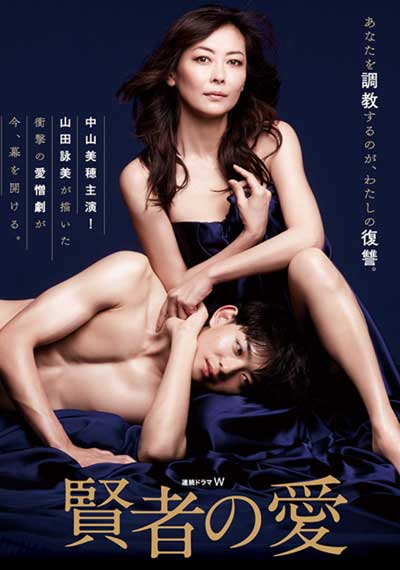 あなたを調教するのが、わたしの復讐。
中山美穂主演！
山田詠美が描いた
衝撃の愛憎劇が
今、幕を開ける。
連続ドラマW
賢者の愛